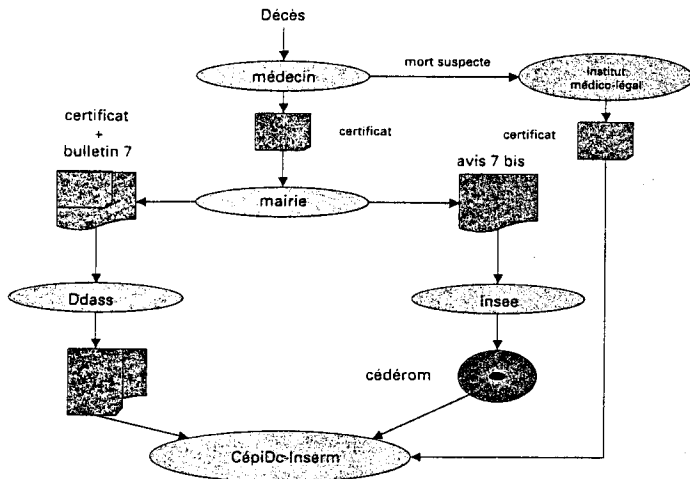 Décès
médecin
mort suspecte
Institut
médico-légal
certificat
+
bulletin 7
certificat
certificat
avis 7 bis
mairie
Ddass
Insee
cédérom
CépiDc-Inserm